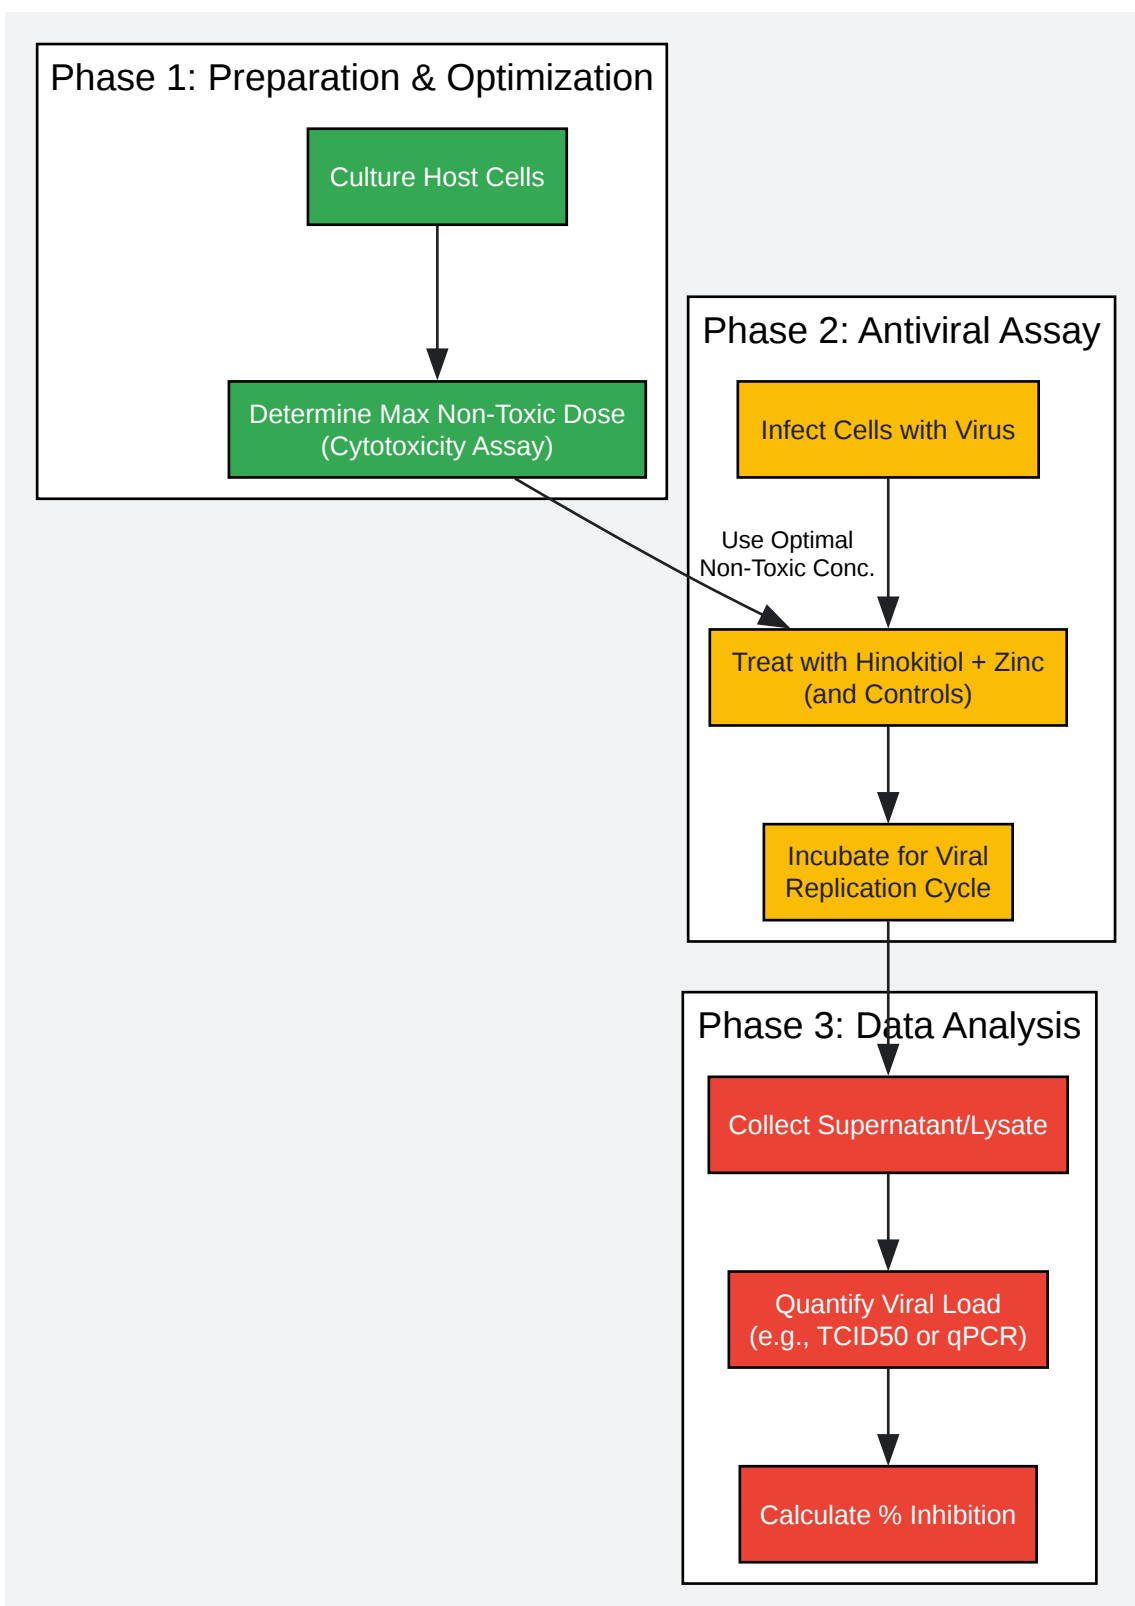 Phase 1: Preparation & Optimization
Culture Host Cells
Determine Max Non-Toxic Dose
(Cytotoxicity Assay)
Phase 2: Antiviral Assay
Infect Cells with Virus
Use Optimal
Non-Toxic Conc.
Treat with Hinokitiol + Zinc
(and Controls)
Incubate for Viral
Replication Cycle
Phase 3: Data Analysis
Collect Supernatant/Lysate
Quantify Viral Load
(e.g., TCID50 or qPCR)
Calculate % Inhibition